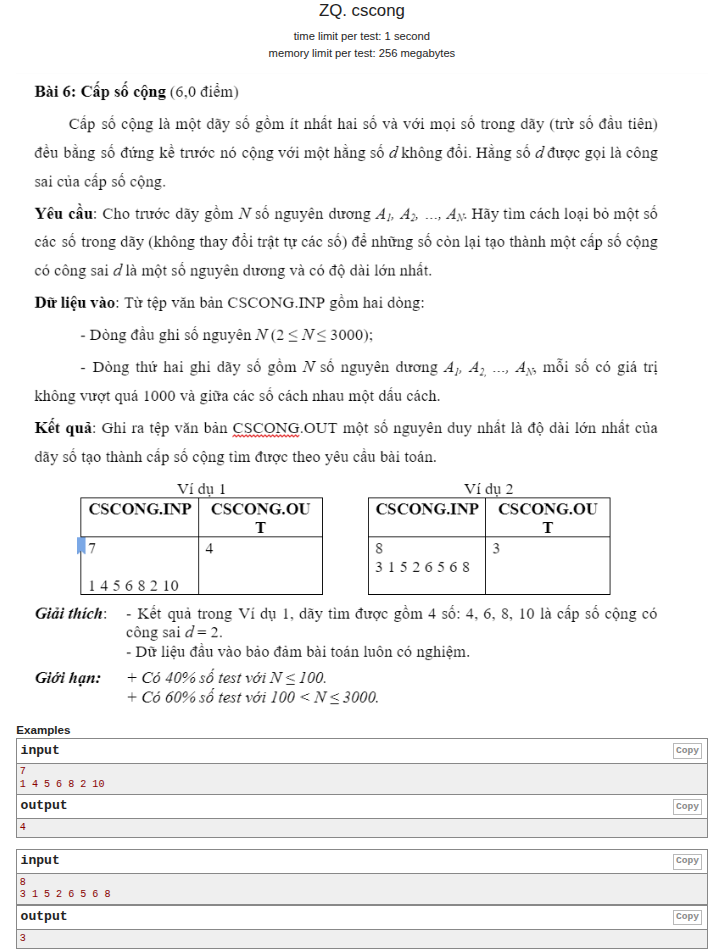 ZQ. cscong
time limit per test: 1 second
memory limit per test: 256 megabytes
Bài 6: Cấp số cộng (6,0 điểm)
Cấp số cộng là một dãy số gồm ít nhất hai số và với mọi số trong dãy (trừ số đầu tiên)
đều bằng số đứng kề trước nó cộng với một hằng số d không đổi. Hằng số d được gọi là công
sai của cấp số cộng.
Yêu cầu: Cho trước dãy gồm N số nguyên dương A1, A2, ..., AN. Hãy tìm cách loại bỏ một số
các số trong dãy (không thay đổi trật tự các số) để những số còn lại tạo thành một cấp số cộng
có công sai d là một số nguyên dương và có độ dài lớn nhất.
Dữ liệu vào: Từ tệp văn bản CSCONG.INP gồm hai dòng:
- Dòng đầu ghi số nguyên N (2 ≤ N ≤ 3000);
- Dòng thứ hai ghi dãy số gồm N số nguyên dương A1, A2, ..., AN, mỗi số có giá trị
không vượt quá 1000 và giữa các số cách nhau một dấu cách.
Kết quả: Ghi ra tệp văn bản CSCONG.OUT một số nguyên duy nhất là độ dài lớn nhất của
dãy số tạo thành cấp số cộng tìm được theo yêu cầu bài toán.
Ví dụ 1
CSCONG.INP CSCONG.OU
T
7 4
1 4 5 6 8 2 10
Ví dụ 2
CSCONG.INP CSCONG.OU
T
8 3
3 1 5 2 6 5 6 8
Giải thích: - Kết quả trong Ví dụ 1, dãy tìm được gồm 4 số: 4, 6, 8, 10 là cấp số cộng có
công sai d = 2.
- Dữ liệu đầu vào bảo đảm bài toán luôn có nghiệm.
Giới hạn: + Có 40% số test với N ≤ 100.
+ Có 60% số test với 100 < N ≤ 3000.
Examples
input Copy
7
1 4 5 6 8 2 10
output Copy
4
input Copy
8
3 1 5 2 6 5 6 8
output Copy
3